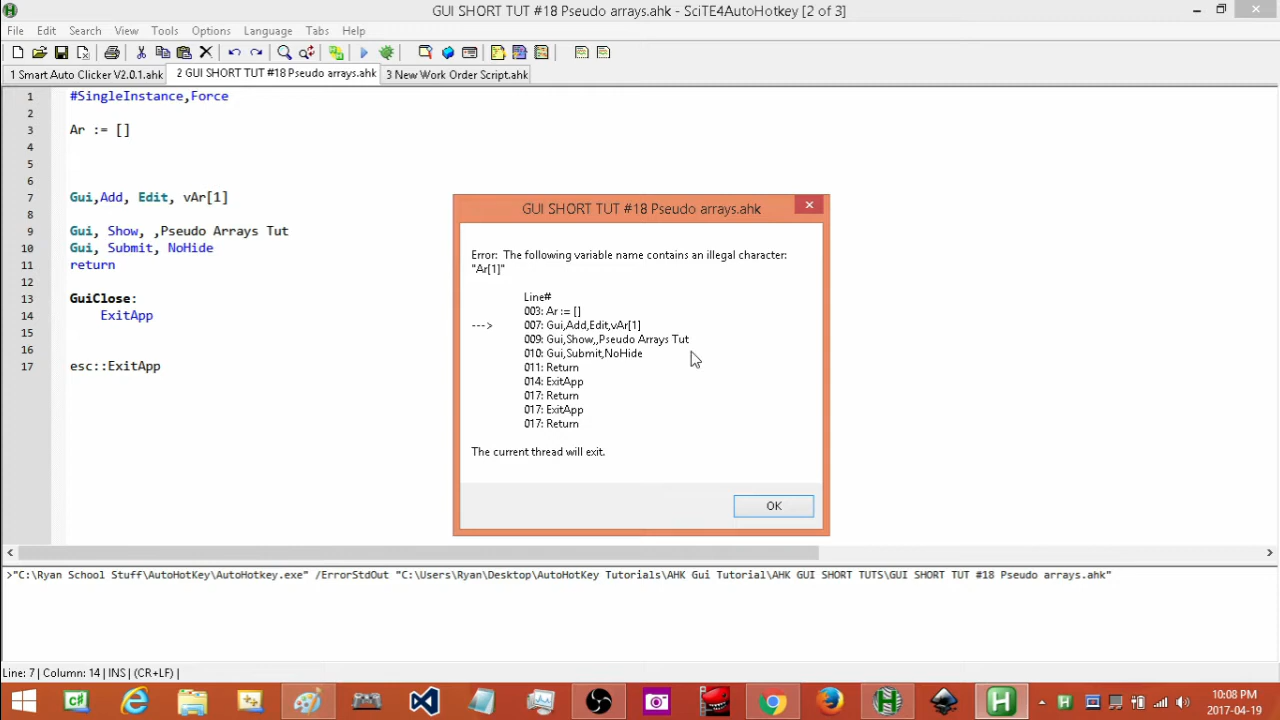 GUI SHORT TUT #18 Pseudo arrays.ahk - SciTE4AutoHotkey [2 of 3]
File Edit Search View Tools Options Language Tabs Help
1 Smart Auto Clicker V2.0.1.ahk 2 GUI SHORT TUT #18 Pseudo arrays.ahk 3 New Work Order Script.ahk
1 #SingleInstance,Force
2
3 Ar := []
4
5
6
7 Gui,Add, Edit, vAr[1]
8
9 Gui, Show, ,Pseudo Arrays Tut
10 Gui, Submit, NoHide
11 return
12
13 GuiClose:
14 ExitApp
15
16
17 esc::ExitApp
GUI SHORT TUT #18 Pseudo arrays.ahk
Error: The following variable name contains an illegal character:
"Ar[1]"
Line#
003: Ar := []
---> 007: Gui,Add,Edit,vAr[1]
009: Gui,Show,,Pseudo Arrays Tut
010: Gui,Submit,NoHide
011: Return
014: ExitApp
017: Return
017: ExitApp
017: Return
The current thread will exit.
OK
>"C:\Ryan School Stuff\AutoHotKey\AutoHotkey.exe" /ErrorStdOut "C:\Users\Ryan\Desktop\AutoHotKey Tutorials\AHK Gui Tutorial\AHK GUI SHORT TUTS\GUI SHORT TUT #18 Pseudo arrays.ahk"
Line: 7 | Column: 14 | INS | (CR+LF) |
10:08 PM
2017-04-19